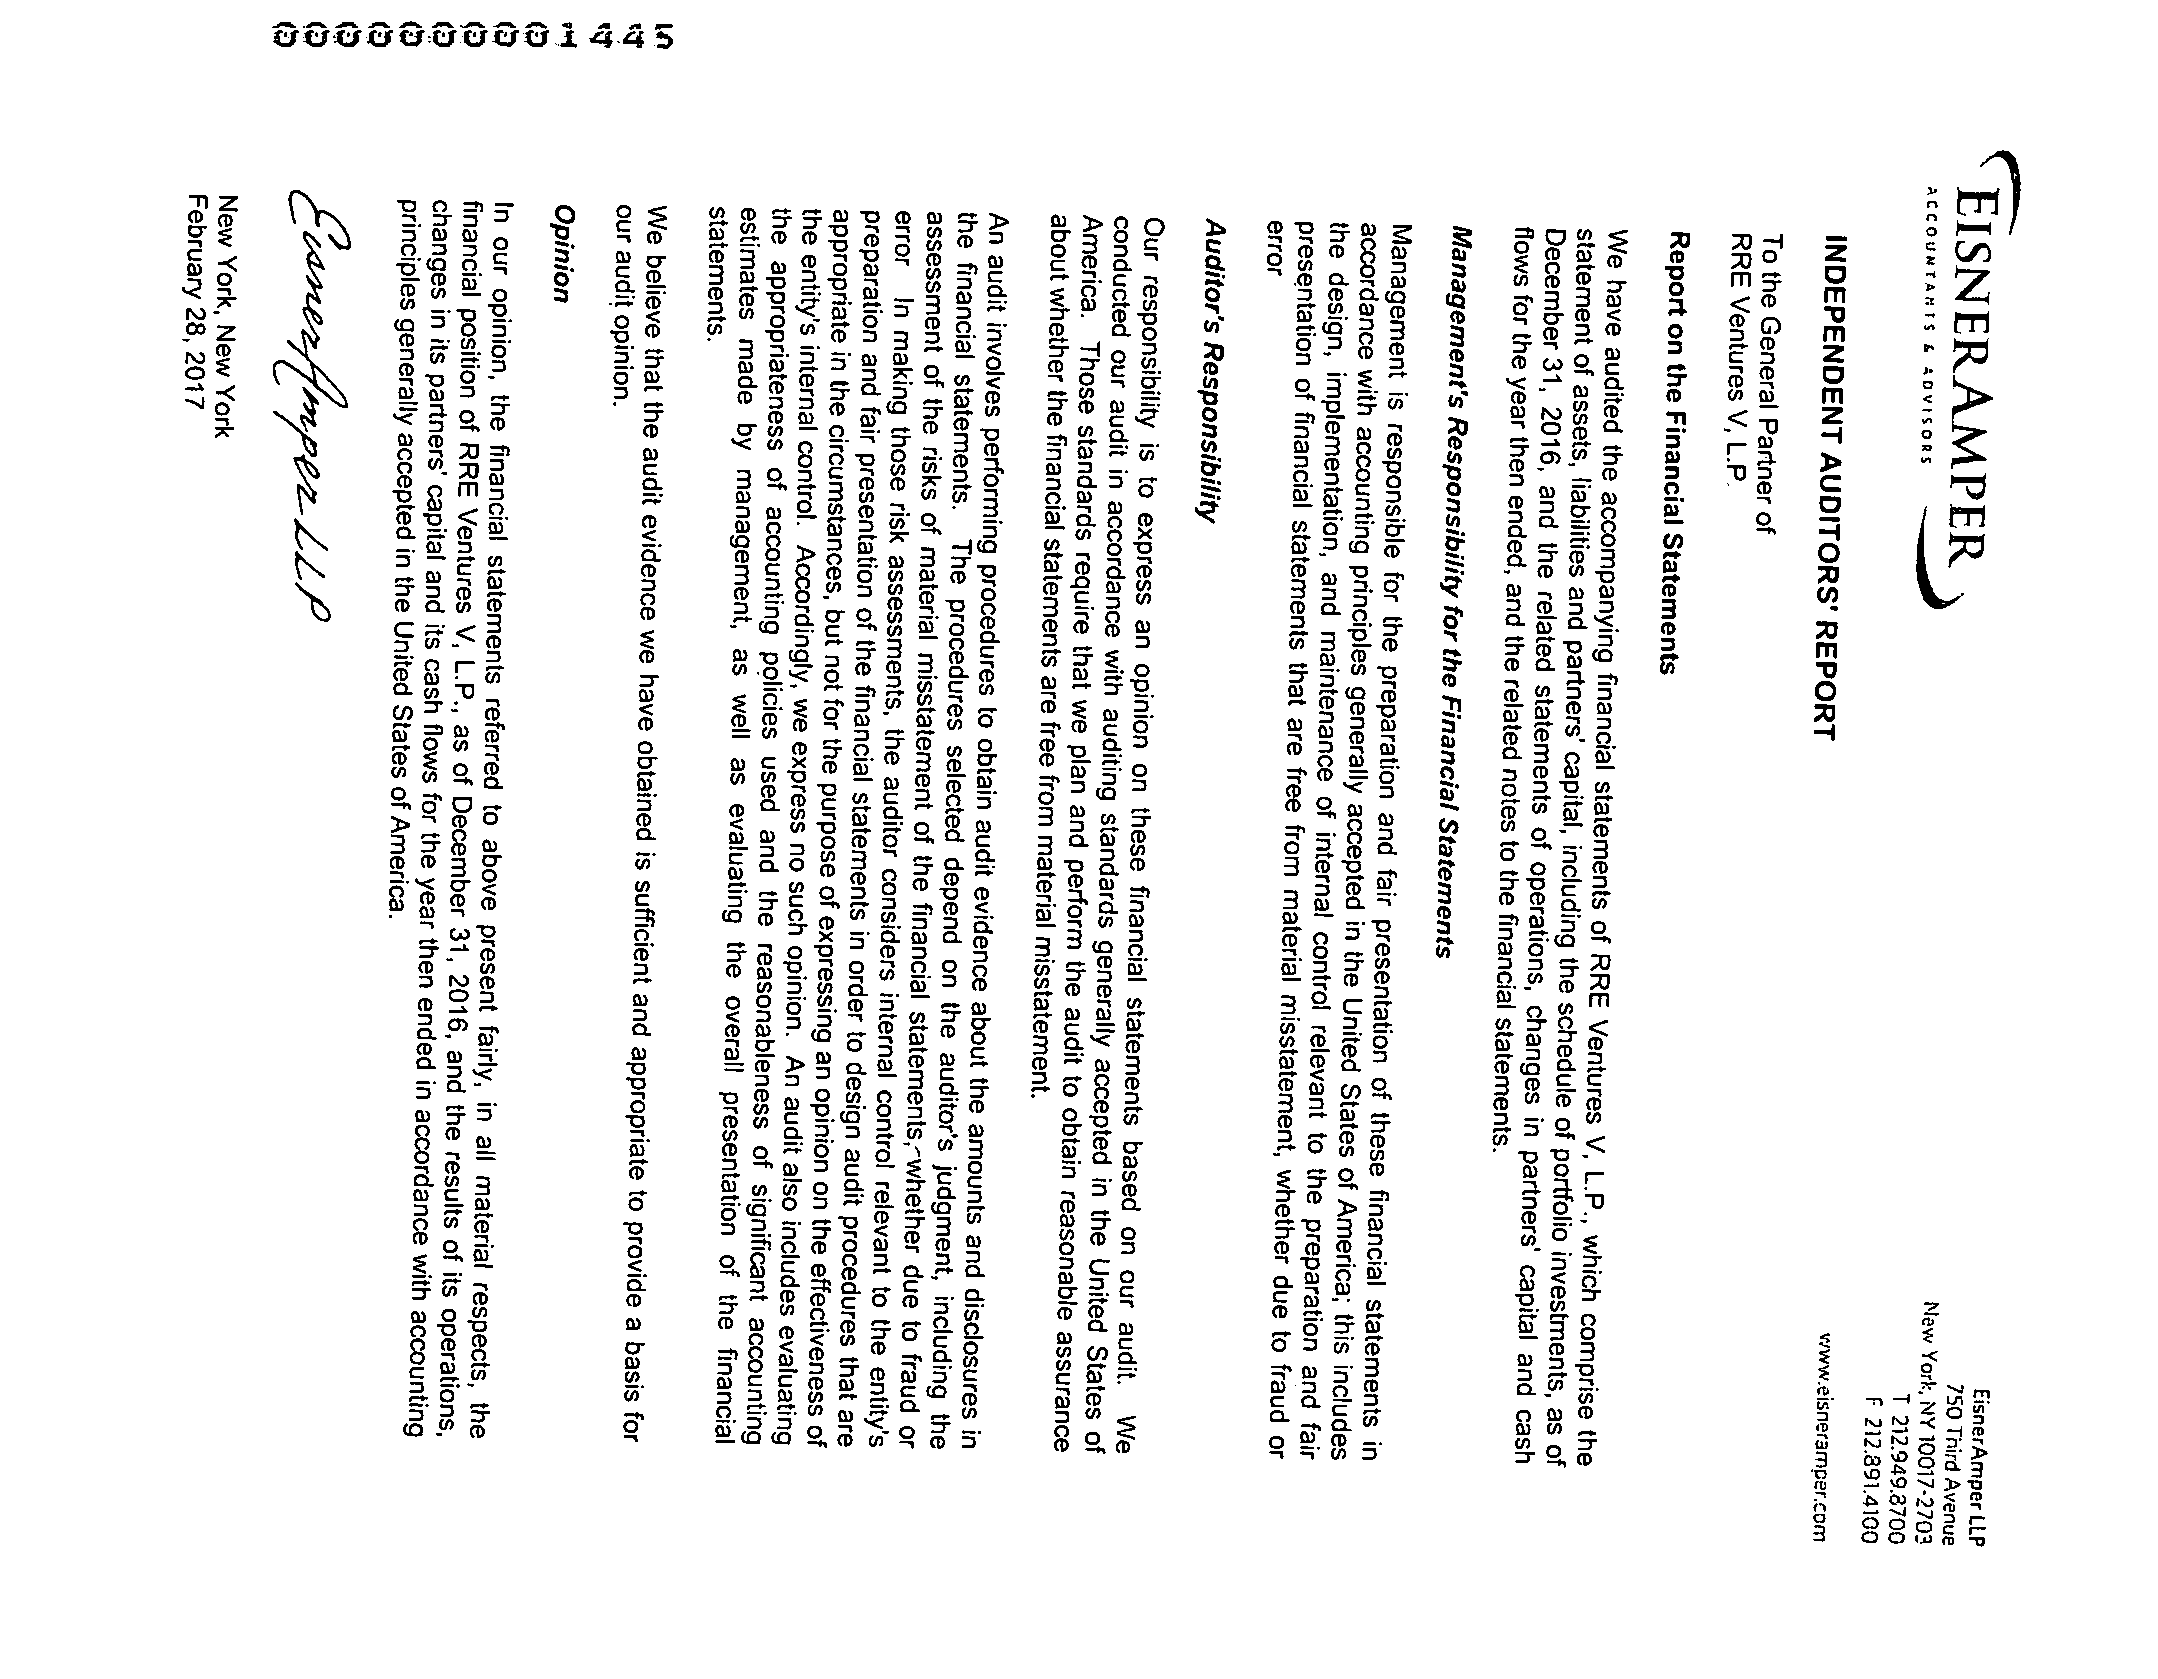 EISNERAMPER
ACCOUNTANTS & ADVISORS
EisnerAmper LLP
750 Third Avenue
New York, NY 10017-2703
T 212.949.8700
F 212.891.4100
www.eisneramper.com
INDEPENDENT AUDITORS' REPORT
To the General Partner of
RRE Ventures V, L.P.
Report on the Financial Statements
We have audited the accompanying financial statements of RRE Ventures V, L.P., which comprise the
statement of assets, liabilities and partners' capital, including the schedule of portfolio investments, as of
December 31, 2016, and the related statements of operations, changes in partners' capital and cash
flows for the year then ended, and the related notes to the financial statements.
Management's Responsibility for the Financial Statements
Management is responsible for the preparation and fair presentation of these financial statements in
accordance with accounting principles generally accepted in the United States of America; this includes
the design, implementation, and maintenance of internal control relevant to the preparation and fair
presentation of financial statements that are free from material misstatement, whether due to fraud or
error
Auditor's Responsibility
Our responsibility is to express an opinion on these financial statements based on our audit. We
conducted our audit in accordance with auditing standards generally accepted in the United States of
America. Those standards require that we plan and perform the audit to obtain reasonable assurance
about whether the financial statements are free from material misstatement.
An audit involves performing procedures to obtain audit evidence about the amounts and disclosures in
the financial statements. The procedures selected depend on the auditor's judgment, including the
assessment of the risks of material misstatement of the financial statements, whether due to fraud or
error In making those risk assessments, the auditor considers internal control relevant to the entity's
preparation and fair presentation of the financial statements in order to design audit procedures that are
appropriate in the circumstances, but not for the purpose of expressing an opinion on the effectiveness of
the entity's internal control. Accordingly, we express no such opinion. An audit also includes evaluating
the appropriateness of accounting policies used and the reasonableness of significant accounting
estimates made by management, as well as evaluating the overall presentation of the financial
statements.
We believe that the audit evidence we have obtained is sufficient and appropriate to provide a basis for
our audit opinion.
Opinion
In our opinion, the financial statements referred to above present fairly, in all material respects, the
financial position of RRE Ventures V, L.P., as of December 31, 2016, and the results of its operations,
changes in its partners' capital and its cash flows for the year then ended in accordance with accounting
principles generally accepted in the United States of America.
EisnerAmper LLP
New York, New York
February 28, 2017
0000000001445